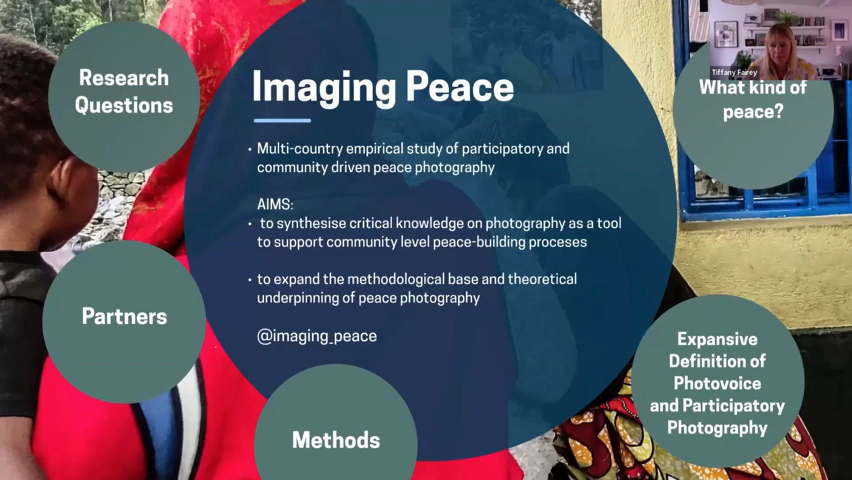 Research
Questions
Imaging Peace
• Multi-country empirical study of participatory and
community driven peace photography
AIMS:
• to synthesise critical knowledge on photography as a tool
to support community level peace-building proceses
• to expand the methodological base and theoretical
underpinning of peace photography
@imaging_peace
Partners
Methods
Tiffany Fairey
What kind of
peace?
Expansive
Definition of
Photovoice
and Participatory
Photography